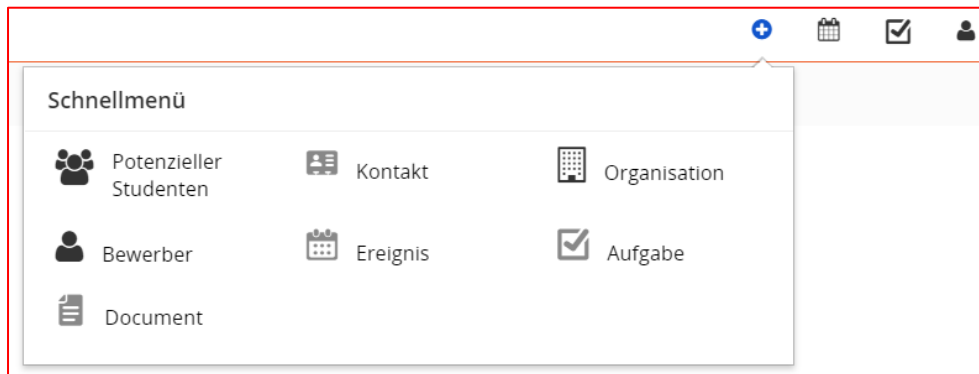 Schnellmenü
Potenzieller
Studenten
Kontakt
Organisation
Bewerber
Ereignis
Aufgabe
Document